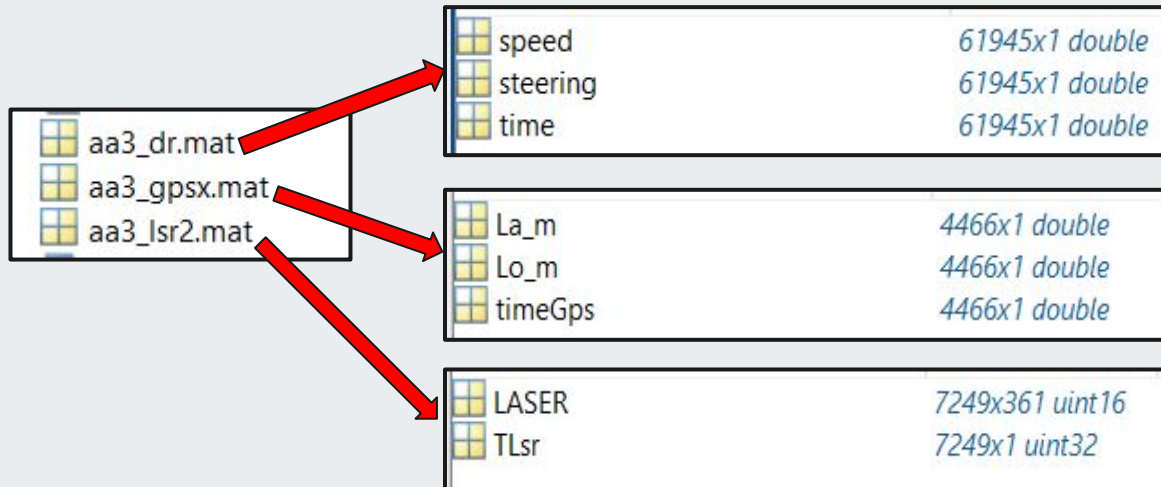 aa3_dr.mat
aa3_gpsx.mat
aa3_lsr2.mat
speed 61945x1 double
steering 61945x1 double
time 61945x1 double
La_m 4466x1 double
Lo_m 4466x1 double
timeGps 4466x1 double
LASER 7249x361 uint16
TLsr 7249x1 uint32